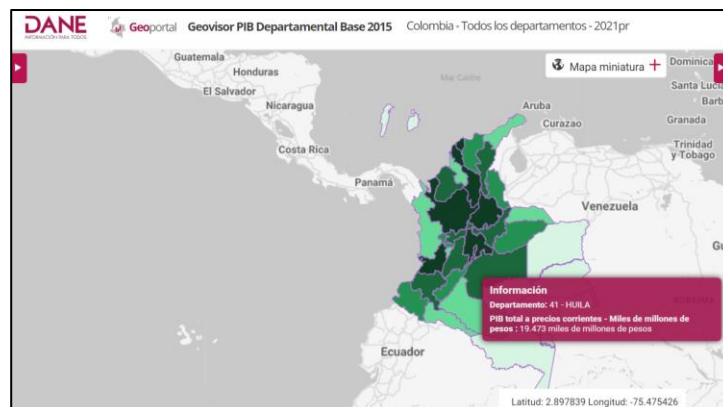 DANE
INFORMACIÓN PARA TODOS
Geoportal
Geovisor PIB Departamental Base 2015
Colombia - Todos los departamentos - 2021pr
Mapa miniatura +
Guatemala
Honduras
El Salvador
Nicaragua
Costa Rica
Panamá
Mar Caribe
Aruba
Curazao
Dominica
Santa Luci
Barb
Granada
Trinidad
y Tobago
Venezuela
Gu
Ecuador
Información
Departamento: 41 - HUILA
PIB total a precios corrientes - Miles de millones de
pesos : 19.473 miles de millones de pesos
Latitud: 2.897839 Longitud: -75.475426